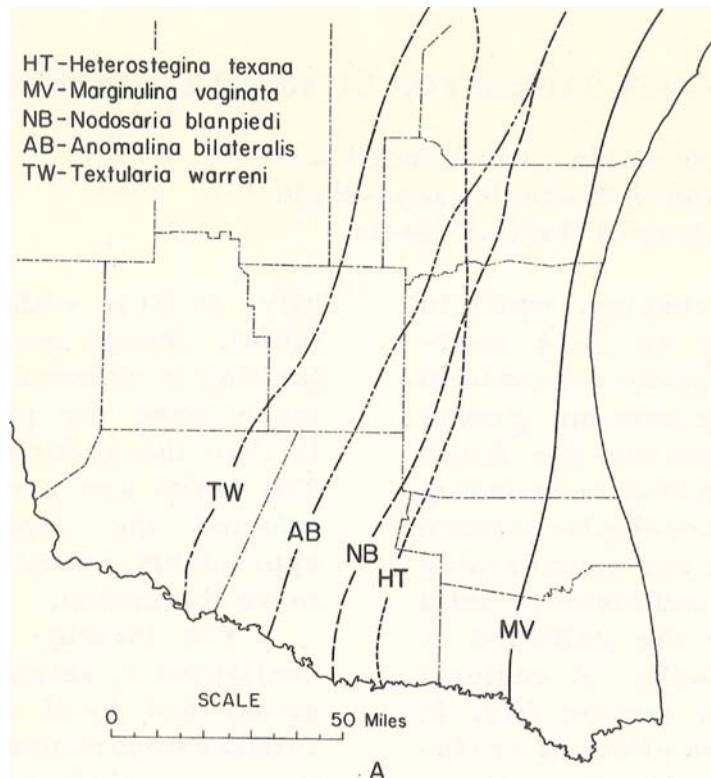 HT-Heterostegina texana
MV-Marginulina vaginata
NB-Nodosaria blanpiedi
AB-Anomalina bilateralis
TW-Textularia warreni
TW
AB
NB
HT
MV
SCALE
0 50 Miles
A